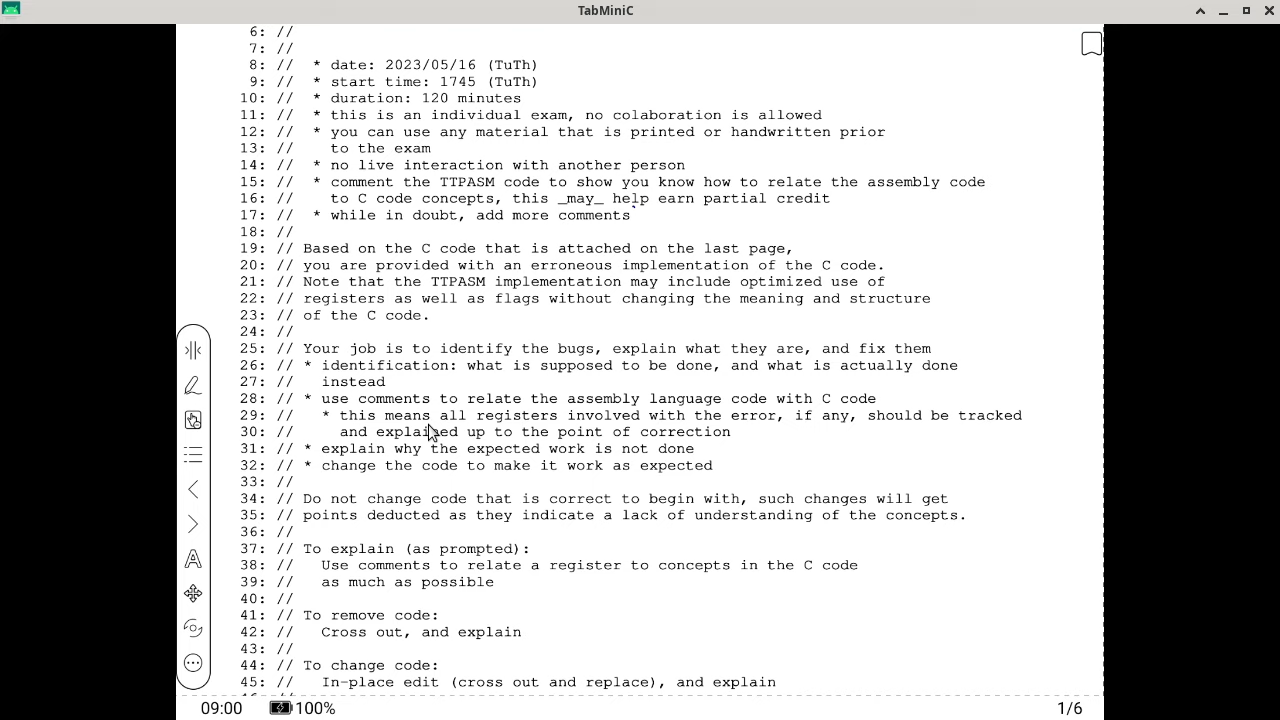 TabMiniC
6: //
7: //
8: //  * date: 2023/05/16 (TuTh)
9: //  * start time: 1745 (TuTh)
10: //  * duration: 120 minutes
11: //  * this is an individual exam, no colaboration is allowed
12: //  * you can use any material that is printed or handwritten prior
13: //    to the exam
14: //  * no live interaction with another person
15: //  * comment the TTPASM code to show you know how to relate the assembly code
16: //    to C code concepts, this _may_ help earn partial credit
17: //  * while in doubt, add more comments
18: //
19: // Based on the C code that is attached on the last page,
20: // you are provided with an erroneous implementation of the C code.
21: // Note that the TTPASM implementation may include optimized use of
22: // registers as well as flags without changing the meaning and structure
23: // of the C code.
24: //
25: // Your job is to identify the bugs, explain what they are, and fix them
26: // * identification: what is supposed to be done, and what is actually done
27: //   instead
28: // * use comments to relate the assembly language code with C code
29: //   * this means all registers involved with the error, if any, should be tracked
30: //     and explained up to the point of correction
31: // * explain why the expected work is not done
32: // * change the code to make it work as expected
33: //
34: // Do not change code that is correct to begin with, such changes will get
35: // points deducted as they indicate a lack of understanding of the concepts.
36: //
37: // To explain (as prompted):
38: //   Use comments to relate a register to concepts in the C code
39: //   as much as possible
40: //
41: // To remove code:
42: //   Cross out, and explain
43: //
44: // To change code:
45: //   In-place edit (cross out and replace), and explain
09:00 100% 1/6